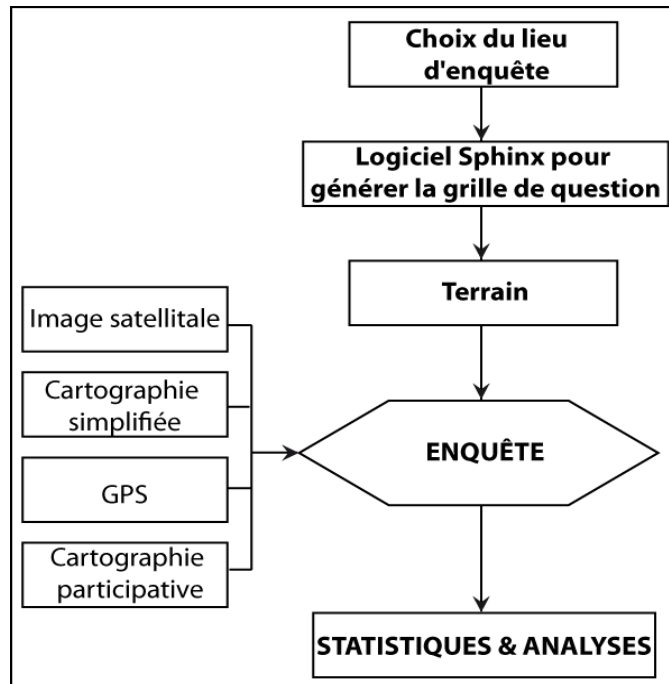 Choix du lieu
d'enquête
Logiciel Sphinx pour
générer la grille de question
Terrain
Image satellitale
Cartographie
simplifiée
GPS
Cartographie
participative
ENQUÊTE
STATISTIQUES & ANALYSES